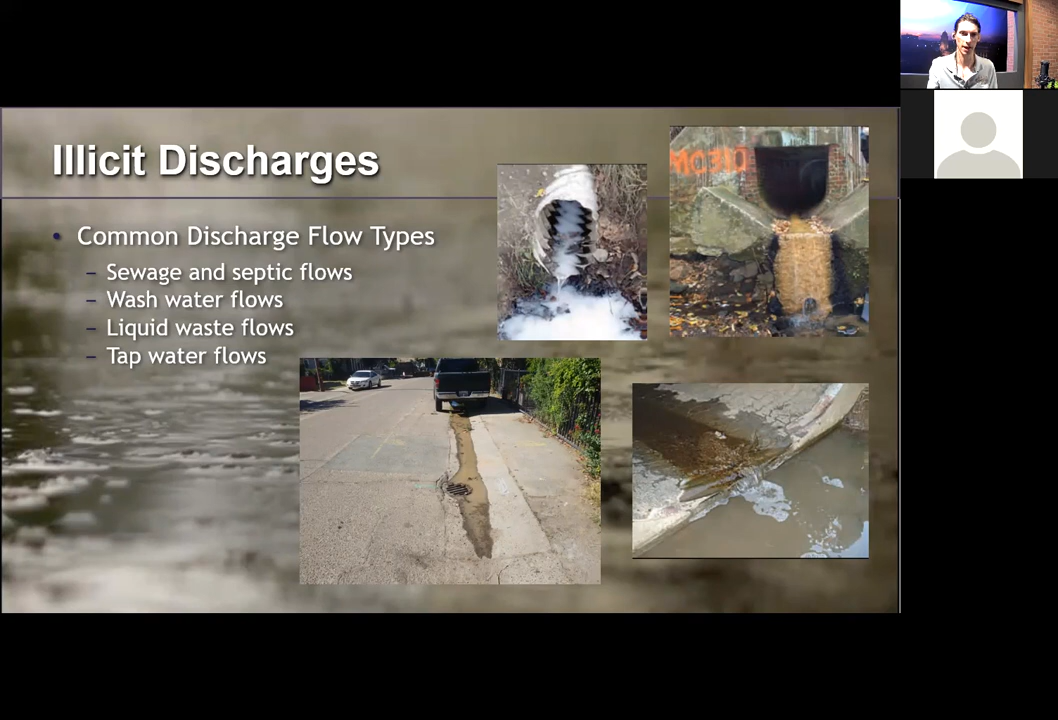 Illicit Discharges
• Common Discharge Flow Types
– Sewage and septic flows
– Wash water flows
– Liquid waste flows
– Tap water flows